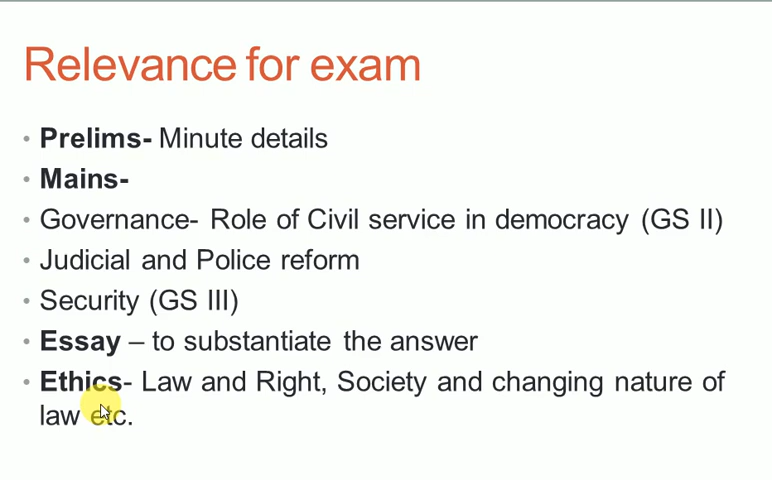 Relevance for exam
• Prelims- Minute details
• Mains-
• Governance- Role of Civil service in democracy (GS II)
• Judicial and Police reform
• Security (GS III)
• Essay – to substantiate the answer
• Ethics- Law and Right, Society and changing nature of
law etc.